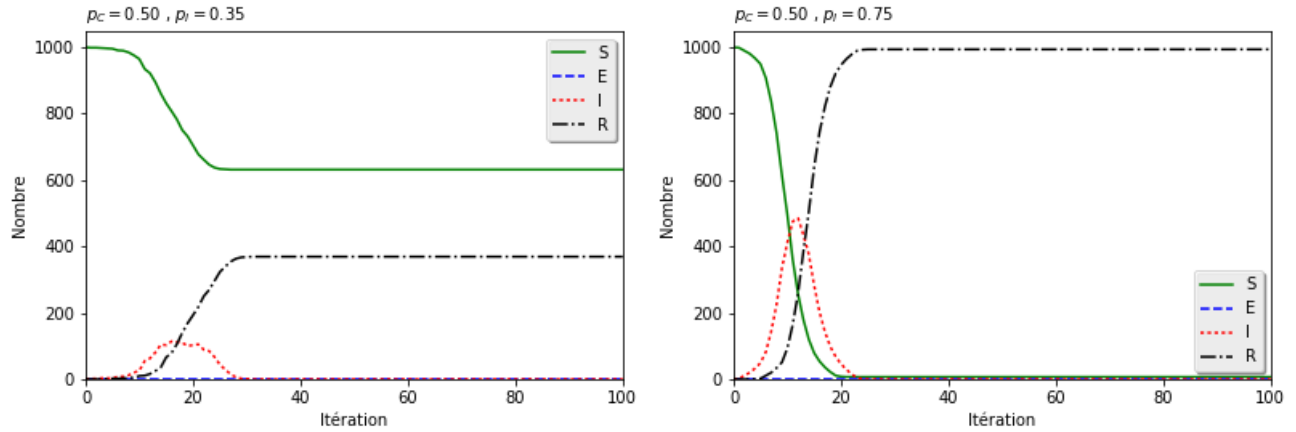 p_C = 0.50 , p_I = 0.35
Nombre
1000
800
600
400
200
0
S
E
I
R
0 20 40 60 80 100
Itération
p_C = 0.50 , p_I = 0.75
Nombre
1000
800
600
400
200
0
S
E
I
R
0 20 40 60 80 100
Itération